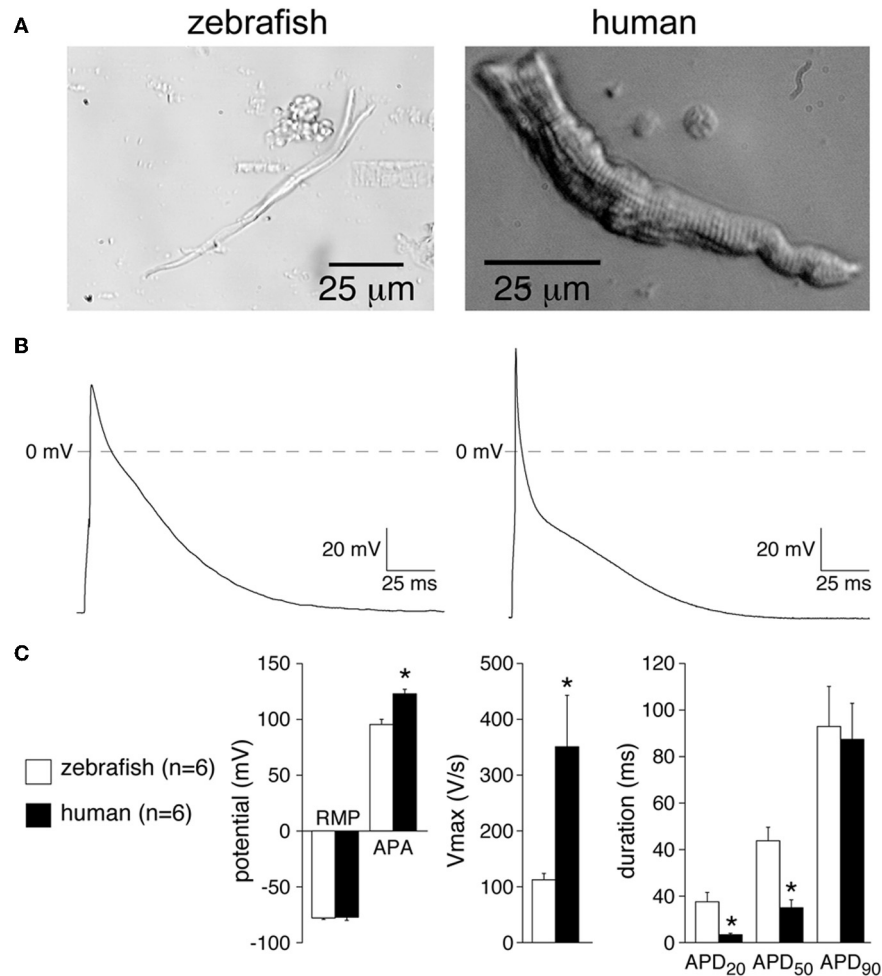 A
zebrafish
human
25 μm
25 μm
B
0 mV
20 mV
25 ms
0 mV
20 mV
25 ms
C
zebrafish (n=6)
human (n=6)
potential (mV)
150
100
50
0
-50
-100
RMP
APA
*
Vmax (V/s)
500
400
300
200
100
0
*
duration (ms)
120
100
80
60
40
40
0
*
*
APD20
APD50
APD90